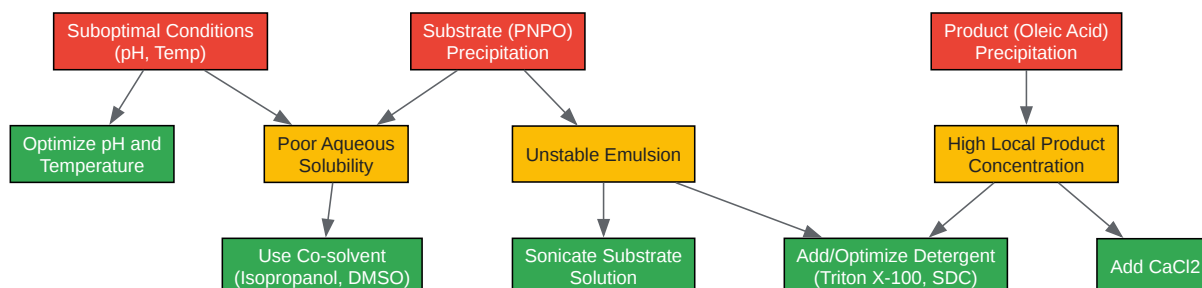 Suboptimal Conditions
(pH, Temp)
Substrate (PNPO)
Precipitation
Product (Oleic Acid)
Precipitation
Optimize pH and
Temperature
Poor Aqueous
Solubility
Unstable Emulsion
High Local Product
Concentration
Use Co-solvent
(Isopropanol, DMSO)
Sonicate Substrate
Solution
Add/Optimize Detergent
(Triton X-100, SDC)
Add CaCl2